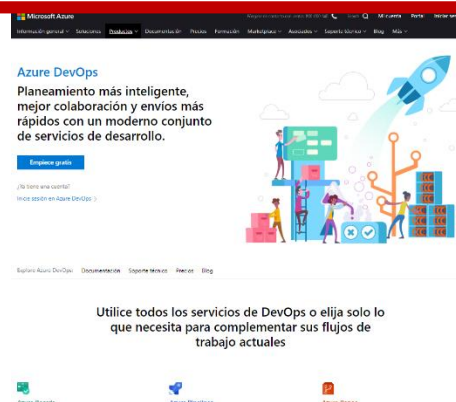 Microsoft Azure
Mi cuenta Portal Iniciar
Información general Soluciones Productos Documentación Precios Formación Marketplace Asociados Soporte técnico Blog Más
Azure DevOps
Planeamiento más inteligente,
mejor colaboración y envíos más
rápidos con un moderno conjunto
de servicios de desarrollo.
Empiece gratis
¿Ya tiene una cuenta?
Inicie sesión en Azure DevOps
Explore Azure DevOps: Documentación Soporte técnico Precios Blog
Utilice todos los servicios de DevOps o elija solo lo
que necesita para complementar sus flujos de
trabajo actuales